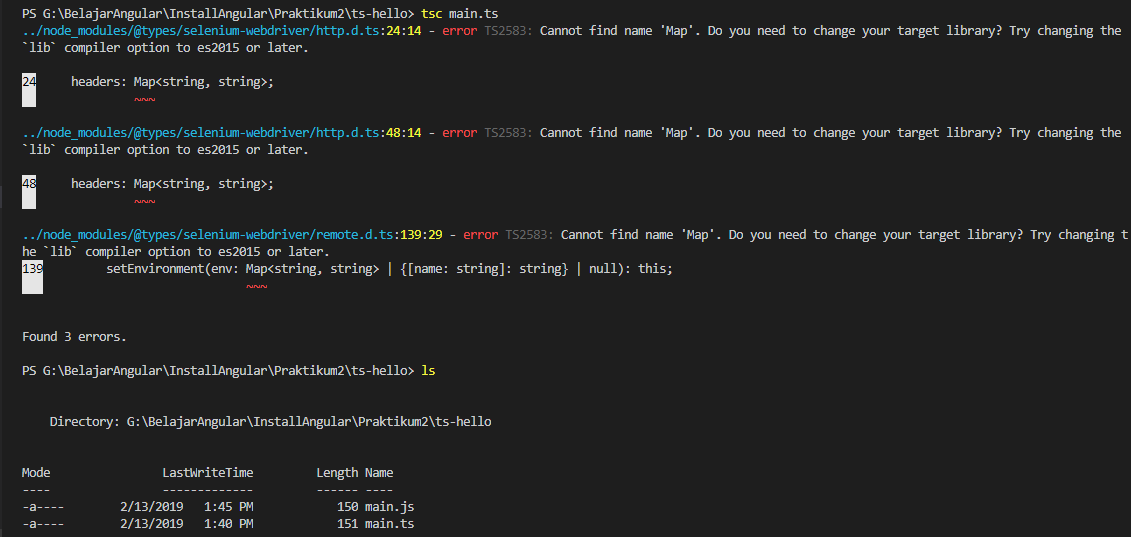 PS G:\BelajarAngular\InstallAngular\Praktikum2\ts-hello> tsc main.ts
../node_modules/@types/selenium-webdriver/http.d.ts:24:14 - error TS2583: Cannot find name 'Map'. Do you need to change your target library? Try changing the
`lib` compiler option to es2015 or later.
24     headers: Map<string, string>;
~~~
../node_modules/@types/selenium-webdriver/http.d.ts:48:14 - error TS2583: Cannot find name 'Map'. Do you need to change your target library? Try changing the
`lib` compiler option to es2015 or later.
48     headers: Map<string, string>;
~~~
../node_modules/@types/selenium-webdriver/remote.d.ts:139:29 - error TS2583: Cannot find name 'Map'. Do you need to change your target library? Try changing t
he `lib` compiler option to es2015 or later.
139         setEnvironment(env: Map<string, string> | {[name: string]: string} | null): this;
~~~
Found 3 errors.
PS G:\BelajarAngular\InstallAngular\Praktikum2\ts-hello> ls
Directory: G:\BelajarAngular\InstallAngular\Praktikum2\ts-hello
Mode                LastWriteTime         Length Name
----                -------------         ------ ----
-a----        2/13/2019   1:45 PM            150 main.js
-a----        2/13/2019   1:40 PM            151 main.ts